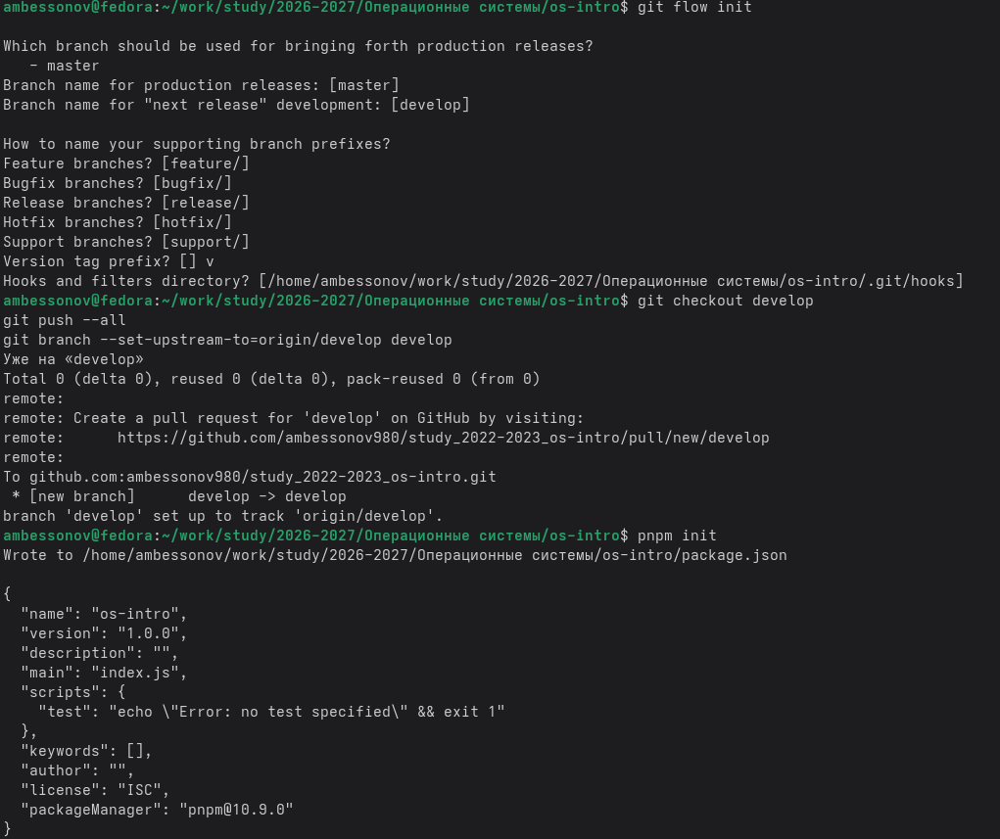 ambessonov@fedora:~/work/study/2026-2027/Операционные системы/os-intro$ git flow init

Which branch should be used for bringing forth production releases?
   - master
Branch name for production releases: [master]
Branch name for "next release" development: [develop]

How to name your supporting branch prefixes?
Feature branches? [feature/]
Bugfix branches? [bugfix/]
Release branches? [release/]
Hotfix branches? [hotfix/]
Support branches? [support/]
Version tag prefix? [] v
Hooks and filters directory? [/home/ambessonov/work/study/2026-2027/Операционные системы/os-intro/.git/hooks]
ambessonov@fedora:~/work/study/2026-2027/Операционные системы/os-intro$ git checkout develop
git push --all
git branch --set-upstream-to=origin/develop develop
Уже на «develop»
Total 0 (delta 0), reused 0 (delta 0), pack-reused 0 (from 0)
remote:
remote: Create a pull request for 'develop' on GitHub by visiting:
remote:      https://github.com/ambessonov980/study_2022-2023_os-intro/pull/new/develop
remote:
To github.com:ambessonov980/study_2022-2023_os-intro.git
 * [new branch]      develop -> develop
branch 'develop' set up to track 'origin/develop'.
ambessonov@fedora:~/work/study/2026-2027/Операционные системы/os-intro$ pnpm init
Wrote to /home/ambessonov/work/study/2026-2027/Операционные системы/os-intro/package.json

{
  "name": "os-intro",
  "version": "1.0.0",
  "description": "",
  "main": "index.js",
  "scripts": {
    "test": "echo \"Error: no test specified\" && exit 1"
  },
  "keywords": [],
  "author": "",
  "license": "ISC",
  "packageManager": "pnpm@10.9.0"
}